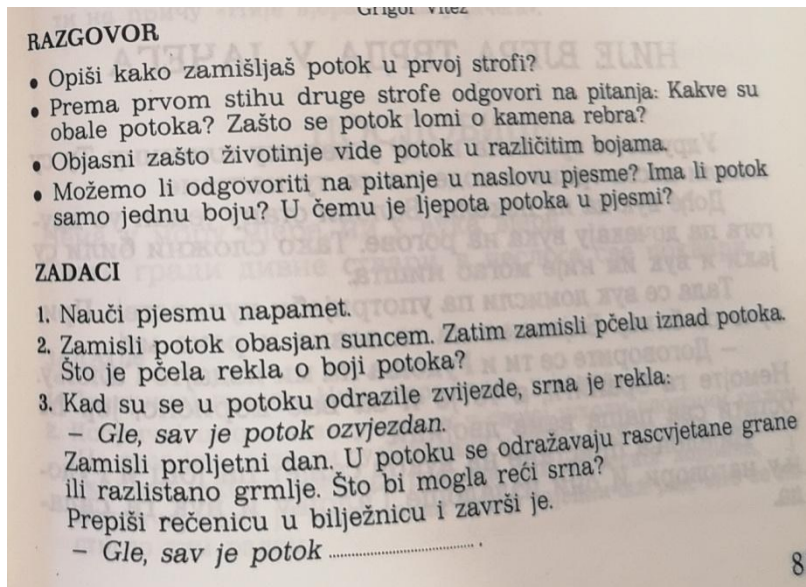 Grigor Vitez
RAZGOVOR
• Opiši kako zamišljaš potok u prvoj strofi?
• Prema prvom stihu druge strofe odgovori na pitanja: Kakve su
obale potoka? Zašto se potok lomi o kamena rebra?
• Objasni zašto životinje vide potok u različitim bojama.
• Možemo li odgovoriti na pitanje u naslovu pjesme? Ima li potok
samo jednu boju? U čemu je ljepota potoka u pjesmi?
ZADACI
1. Nauči pjesmu napamet.
2. Zamisli potok obasjan suncem. Zatim zamisli pčelu iznad potoka.
Što je pčela rekla o boji potoka?
3. Kad su se u potoku odrazile zvijezde, srna je rekla:
– Gle, sav je potok ozvjezdan.
Zamisli proljetni dan. U potoku se odražavaju rascvjetane grane
ili razlistano grmlje. Što bi mogla reći srna?
Prepiši rečenicu u bilježnicu i završi je.
– Gle, sav je potok ........................................ .
8